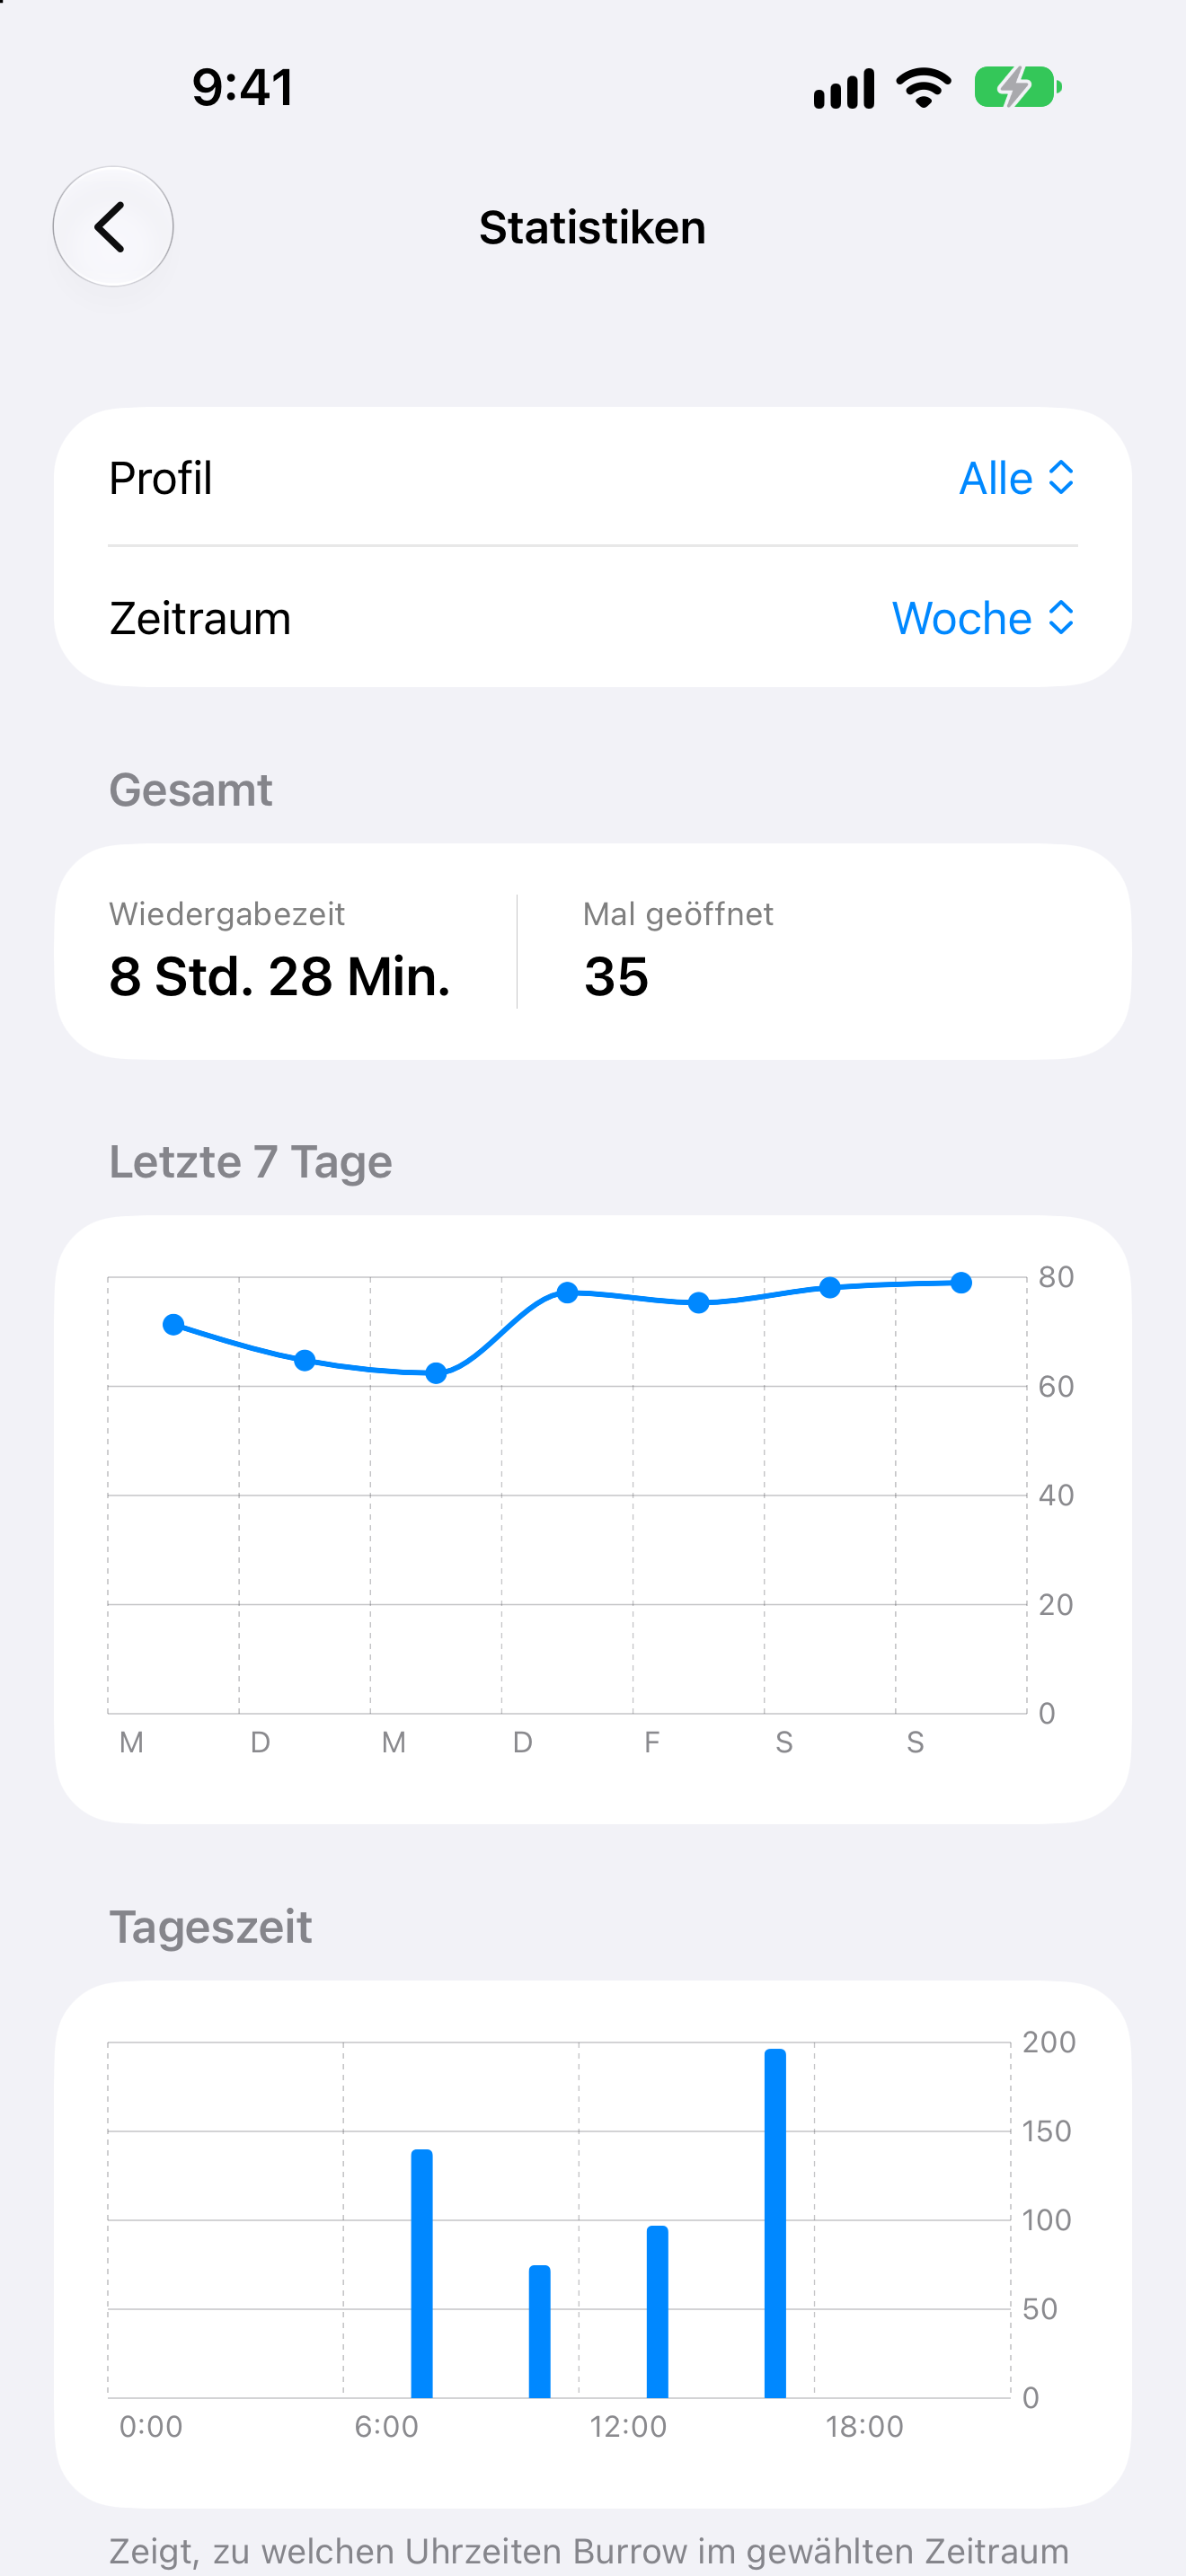 9:41
Statistiken
Profil Alle
Zeitraum Woche
Gesamt
Wiedergabezeit Mal geöffnet
8 Std. 28 Min. 35
Letzte 7 Tage
80
60
40
20
0
M D M D F S S
Tageszeit
200
150
100
50
0
0:00 6:00 12:00 18:00
Zeigt, zu welchen Uhrzeiten Burrow im gewählten Zeitraum